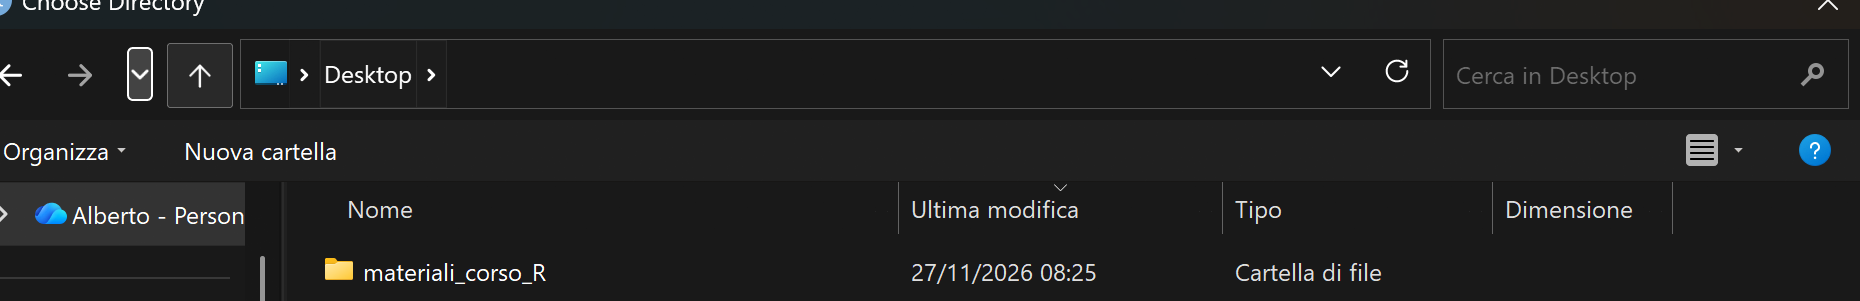 Choose Directory
Desktop
Cerca in Desktop
Organizza
Nuova cartella
?
Alberto - Person
Nome Ultima modifica Tipo Dimensione
materiali_corso_R 27/11/2026 08:25 Cartella di file